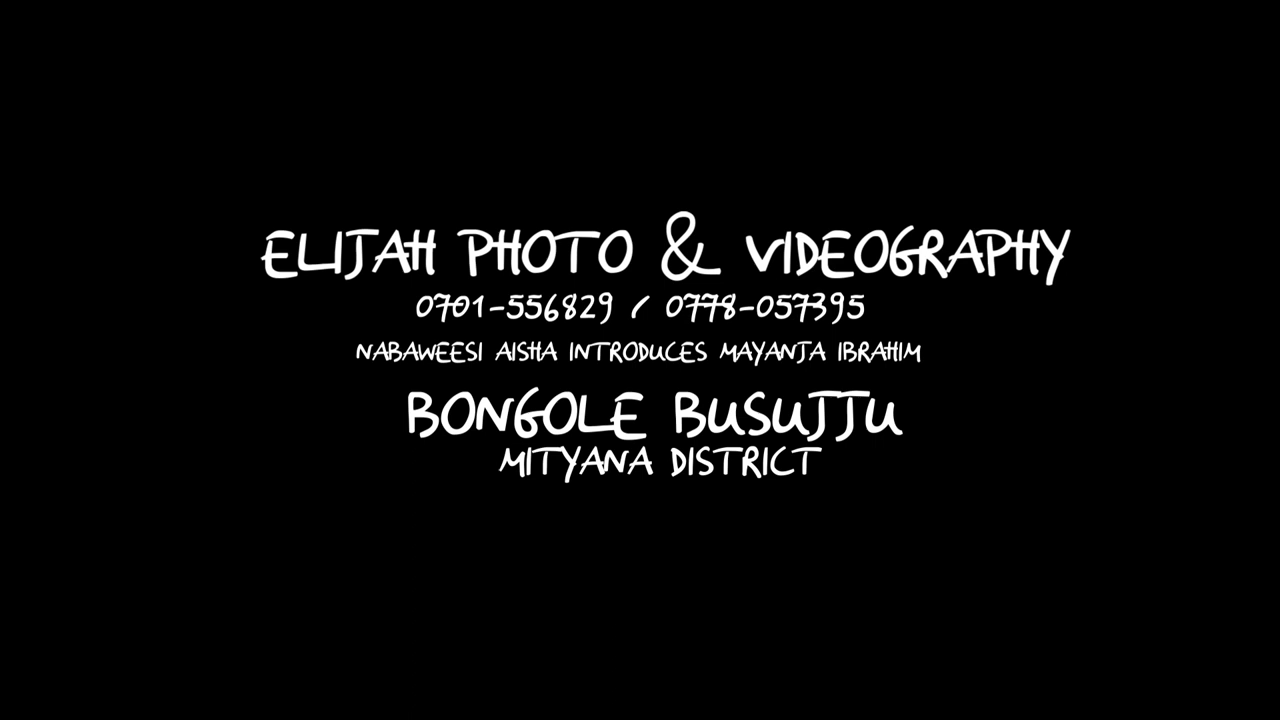 ELIJAH PHOTO & VIDEOGRAPHY
0701-556829 / 0778-057395
NABAWEESI AISHA INTRODUCES MAYANJA IBRAHIM
BONGOLE BUSUJJU
MITYANA DISTRICT